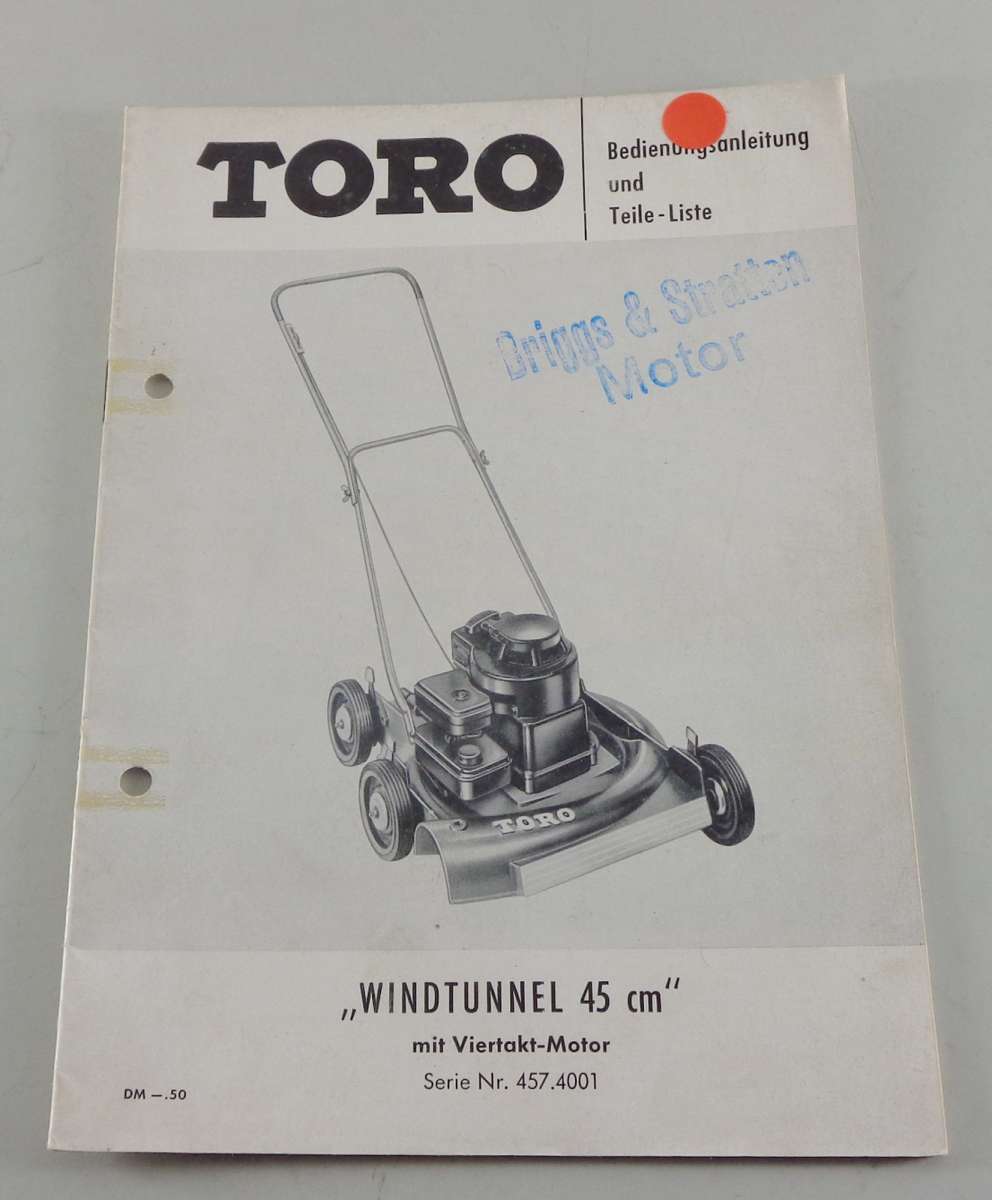 TORO
Bedienungsanleitung
und
Teile-Liste
Briggs & Stratton
Motor
TORO
„WINDTUNNEL 45 cm“
mit Viertakt-Motor
Serie Nr. 457.4001
DM —.50